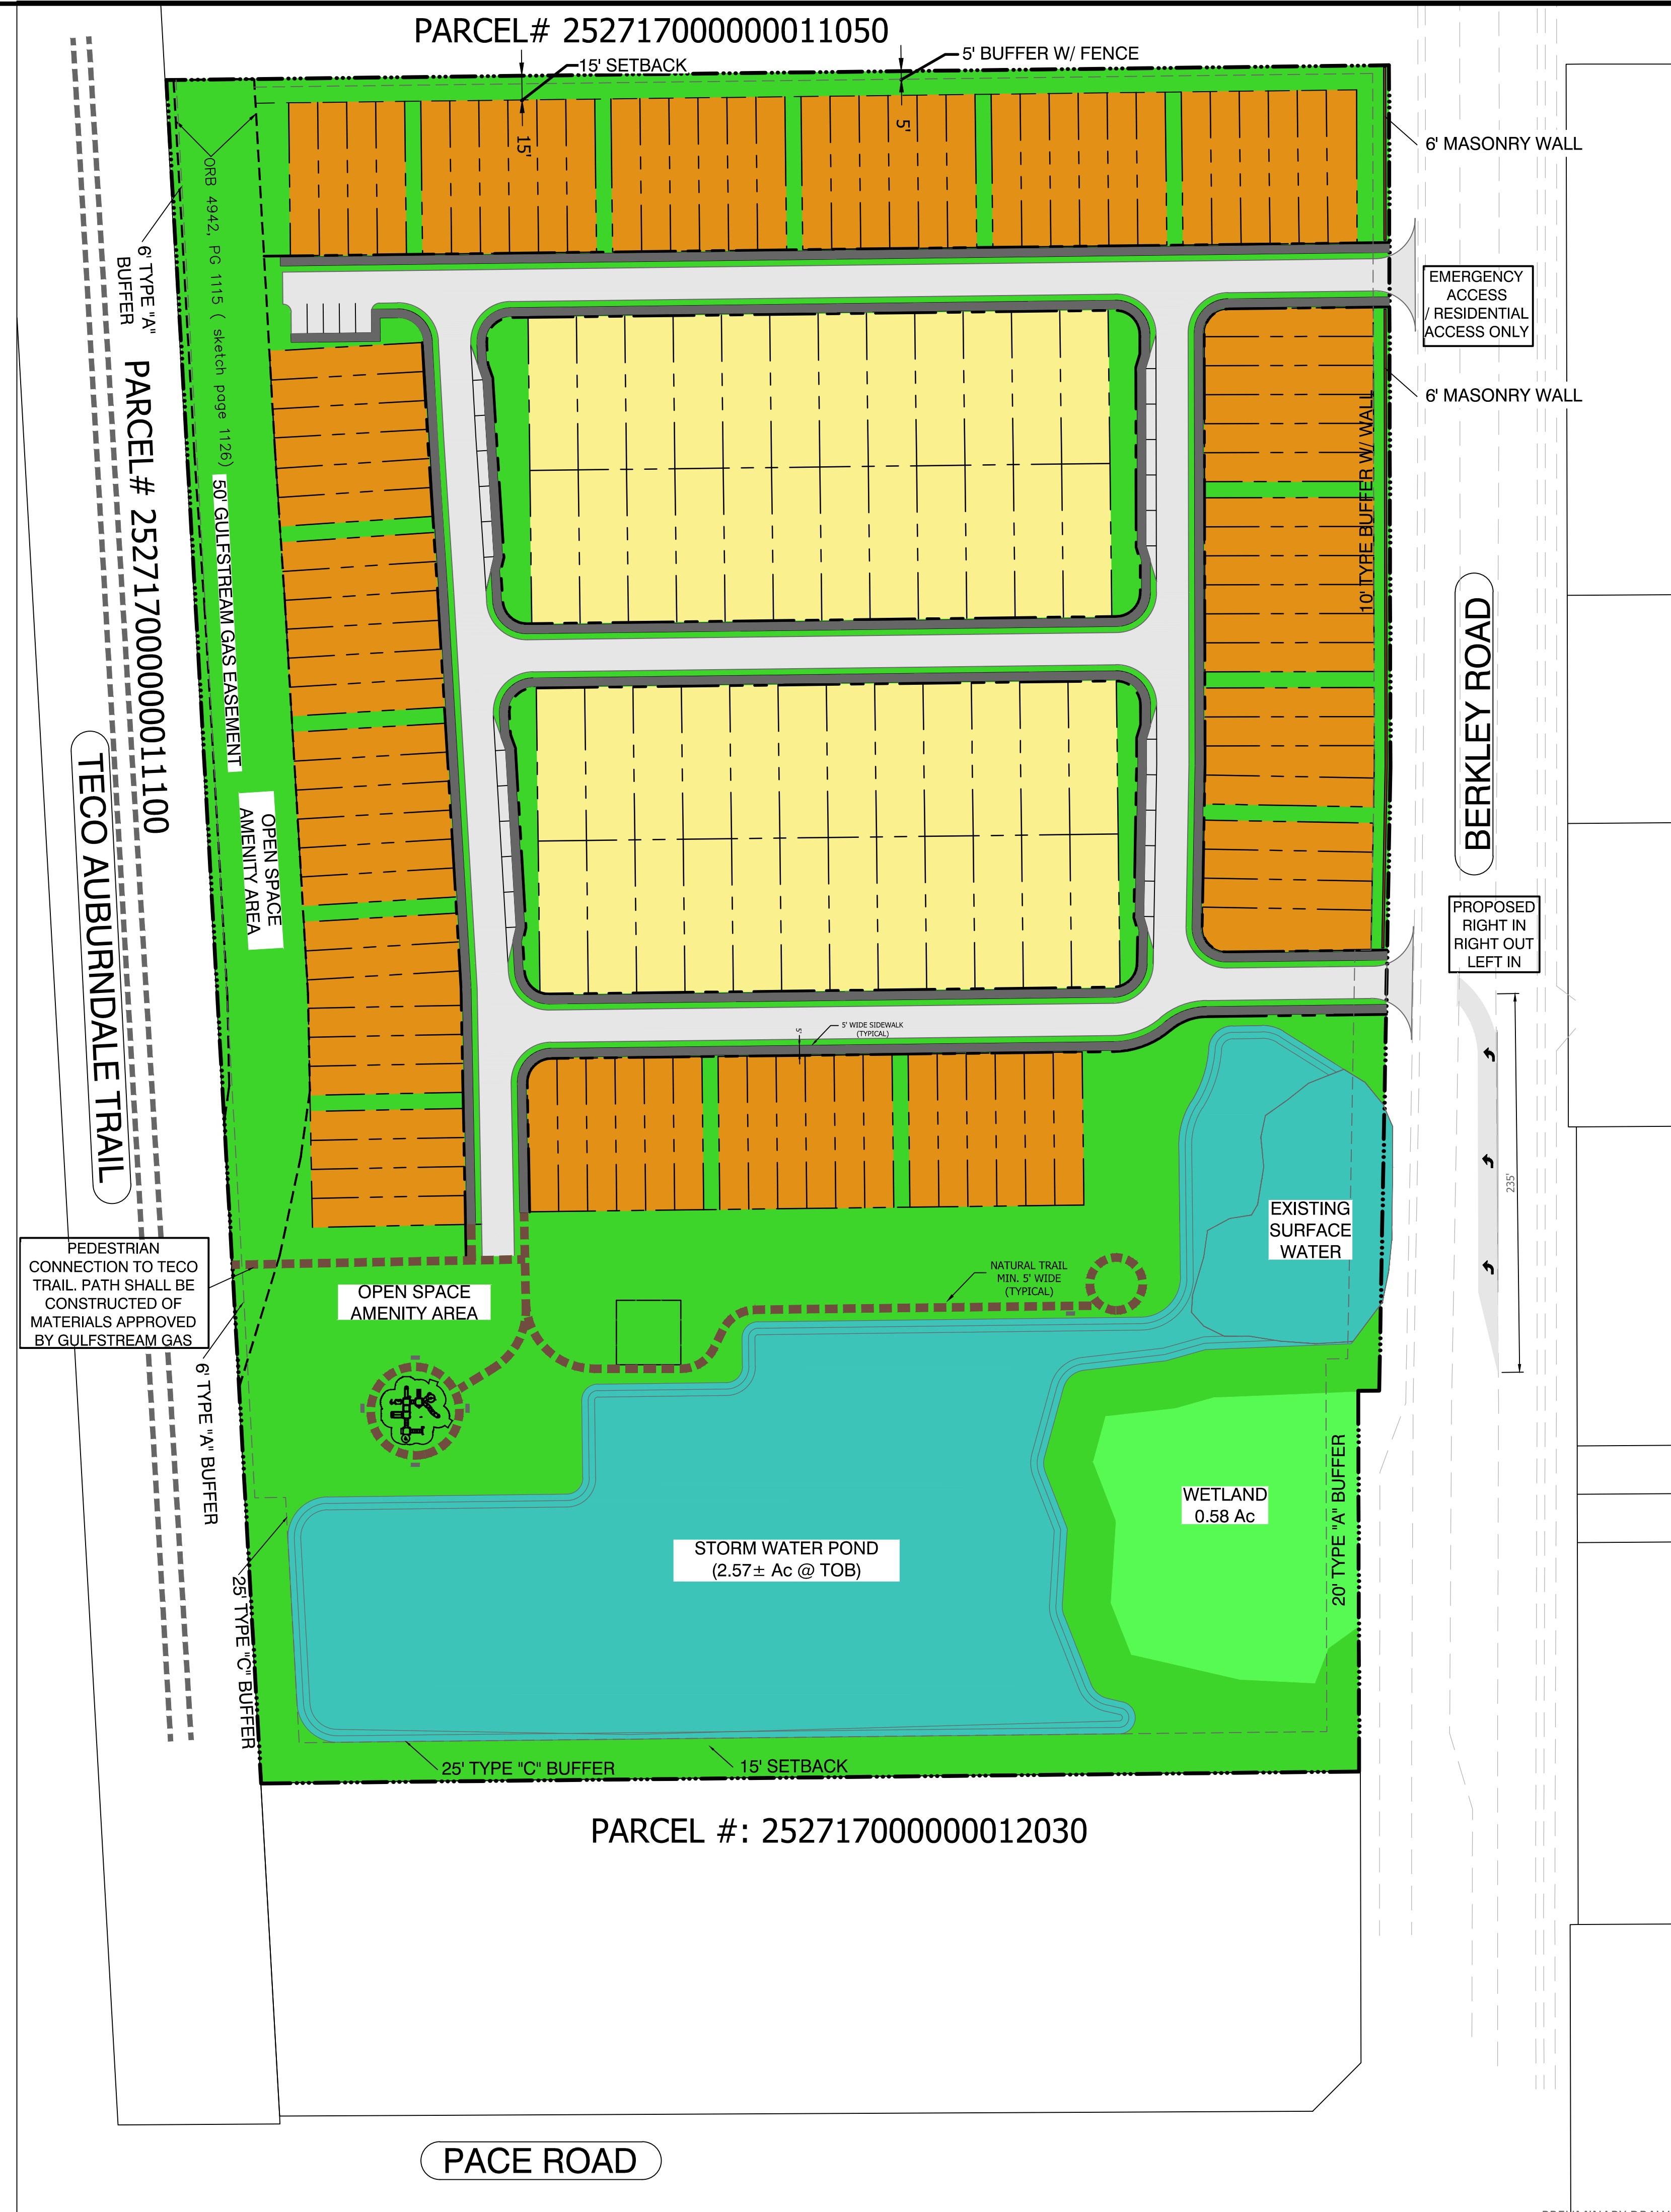 PARCEL# 252717000000011050
15' SETBACK
5' BUFFER W/ FENCE
15'
5'
6' MASONRY WALL
ORB 4942, PG 1115 ( sketch page 1126)
6' TYPE "A"
BUFFER
EMERGENCY
ACCESS
/ RESIDENTIAL
ACCESS ONLY
6' MASONRY WALL
PARCEL# 252717000000011100
50' GULFSTREAM GAS EASEMENT
10' TYPE BUFFER W/ WALL
BERKLEY ROAD
TECO AUBURNDALE TRAIL
OPEN SPACE
AMENITY AREA
PROPOSED
RIGHT IN
RIGHT OUT
LEFT IN
5'
5' WIDE SIDEWALK
(TYPICAL)
235'
EXISTING
SURFACE
WATER
PEDESTRIAN
CONNECTION TO TECO
TRAIL. PATH SHALL BE
CONSTRUCTED OF
MATERIALS APPROVED
BY GULFSTREAM GAS
NATURAL TRAIL
MIN. 5' WIDE
(TYPICAL)
OPEN SPACE
AMENITY AREA
6' TYPE "A" BUFFER
WETLAND
0.58 Ac
20' TYPE "A" BUFFER
STORM WATER POND
(2.57± Ac @ TOB)
25' TYPE "C" BUFFER
25' TYPE "C" BUFFER
15' SETBACK
PARCEL #: 252717000000012030
PACE ROAD